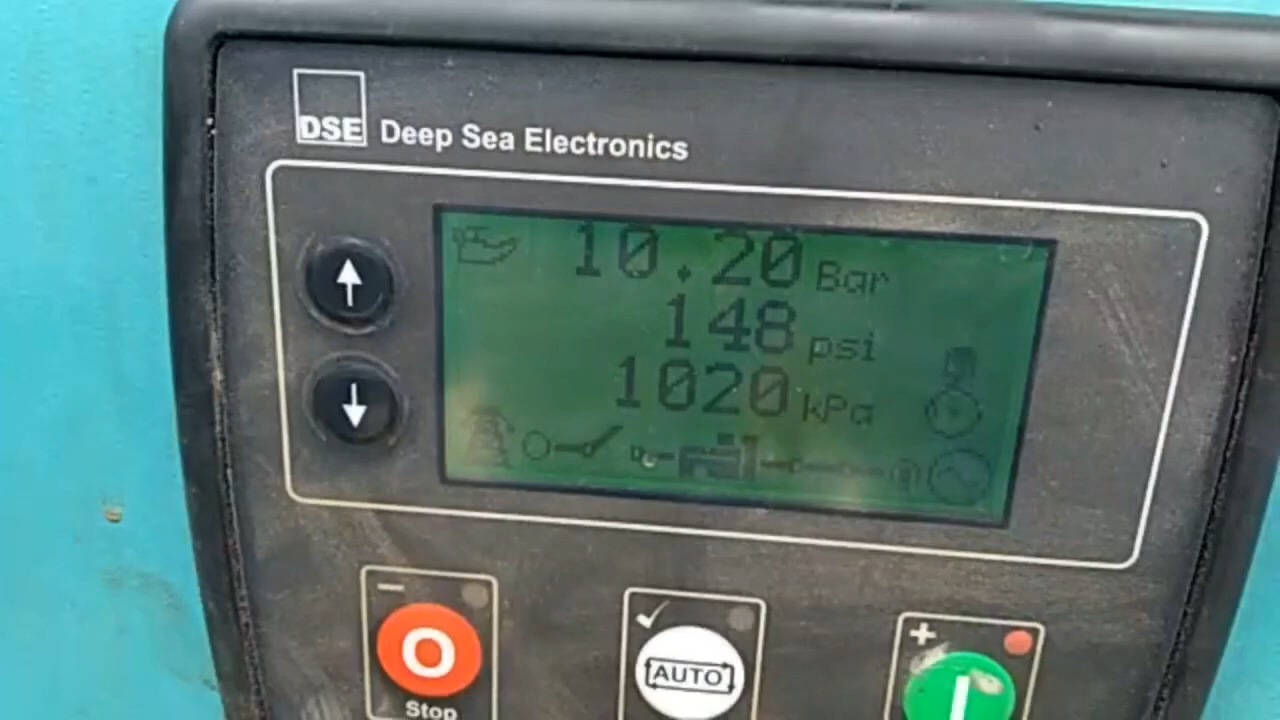 DSE Deep Sea Electronics
10.20 Bar
148 psi
1020 kPa
AUTO
Stop